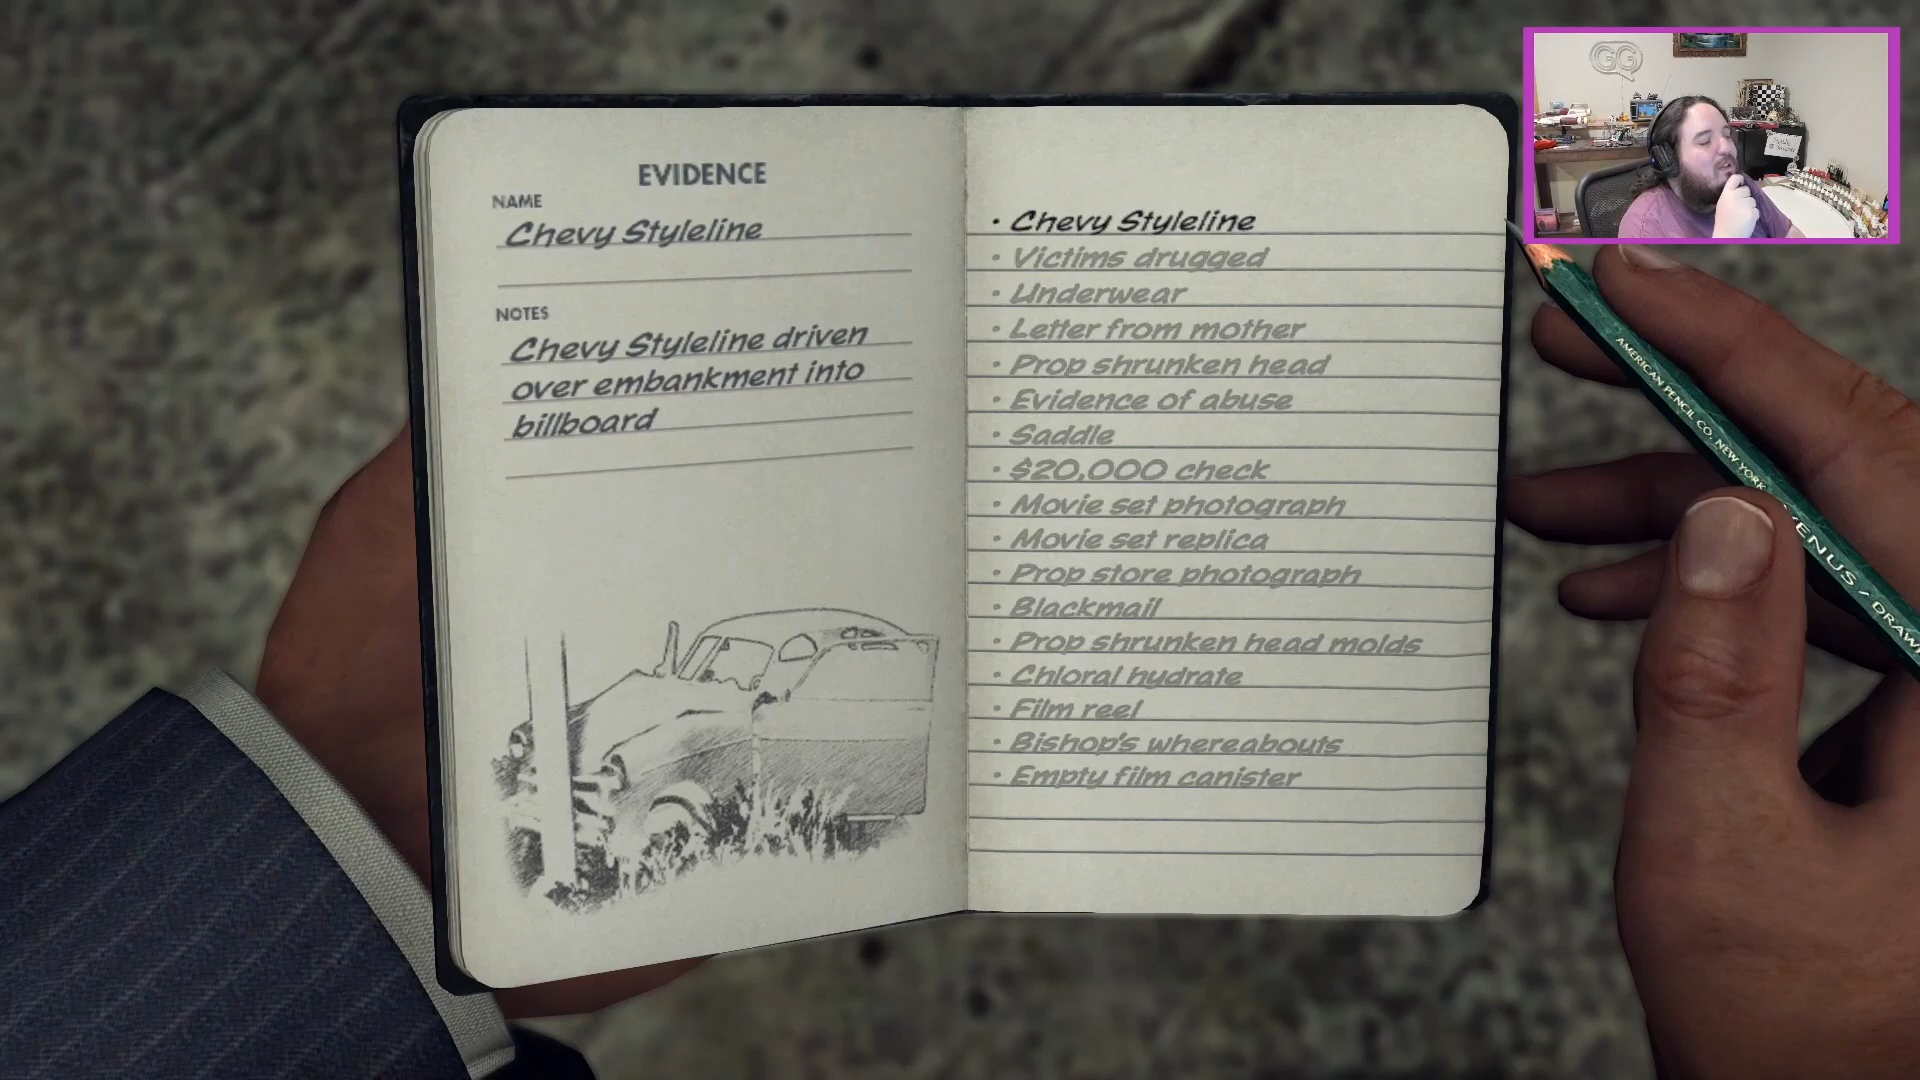 EVIDENCE
NAME
Chevy Styleline
NOTES
Chevy Styleline driven
over embankment into
billboard
• Chevy Styleline
• Victims drugged
• Underwear
• Letter from mother
• Prop shrunken head
• Evidence of abuse
• Saddle
• $20,000 check
• Movie set photograph
• Movie set replica
• Prop store photograph
• Blackmail
• Prop shrunken head molds
• Chloral hydrate
• Film reel
• Bishop's whereabouts
• Empty film canister
AMERICAN PENCIL CO. NEW YORK
VENUS / DRAW
GG